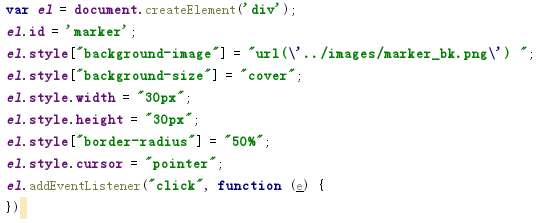 var el = document.createElement('div');
el.id = 'marker';
el.style["background-image"] = "url(\'../images/marker_bk.png\') ";
el.style["background-size"] = "cover";
el.style.width = "30px";
el.style.height = "30px";
el.style["border-radius"] = "50%";
el.style.cursor = "pointer";
el.addEventListener("click", function (e) {
})